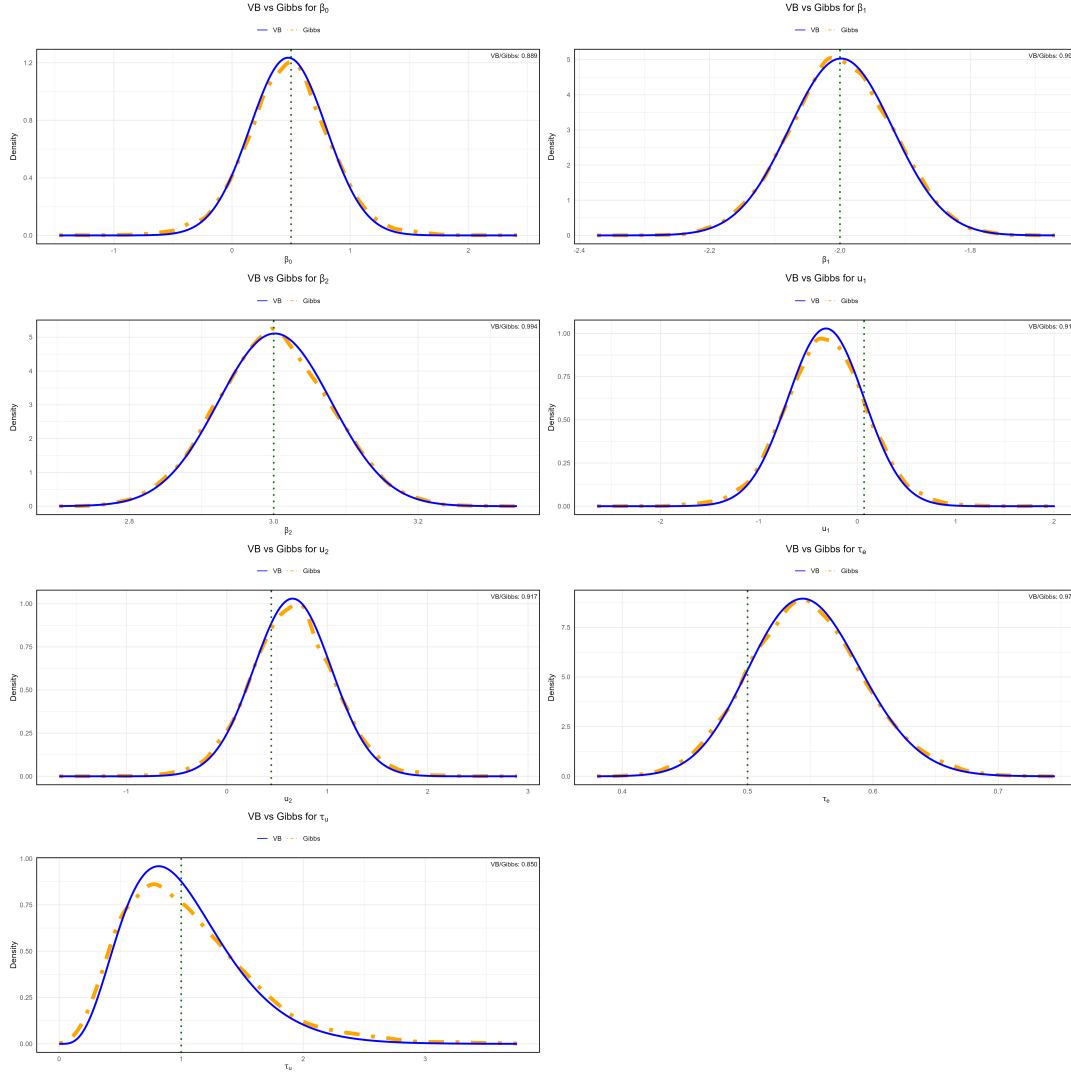 VB vs Gibbs for β₀
VB Gibbs
VB/Gibbs: 0.889
Density
1.2
0.8
0.4
0.0
-1 0 1 2
β₀
VB vs Gibbs for β₁
VB Gibbs
VB/Gibbs: 0.99
Density
5
4
3
2
1
0
-2.4 -2.2 -2.0 -1.8
β₁
VB vs Gibbs for β₂
VB Gibbs
VB/Gibbs: 0.994
Density
5
4
3
2
1
0
2.8 3.0 3.2
β₂
VB vs Gibbs for u₁
VB Gibbs
VB/Gibbs: 0.91
Density
1.00
0.75
0.50
0.25
0.00
-2 -1 0 1 2
u₁
VB vs Gibbs for u₂
VB Gibbs
VB/Gibbs: 0.917
Density
1.00
0.75
0.50
0.25
0.00
-1 0 1 2 3
u₂
VB vs Gibbs for τₑ
VB Gibbs
VB/Gibbs: 0.97
Density
7.5
5.0
2.5
0.0
0.4 0.5 0.6 0.7
τₑ
VB vs Gibbs for τᵤ
VB Gibbs
VB/Gibbs: 0.850
Density
1.00
0.75
0.50
0.25
0.00
0 1 2 3
τᵤ